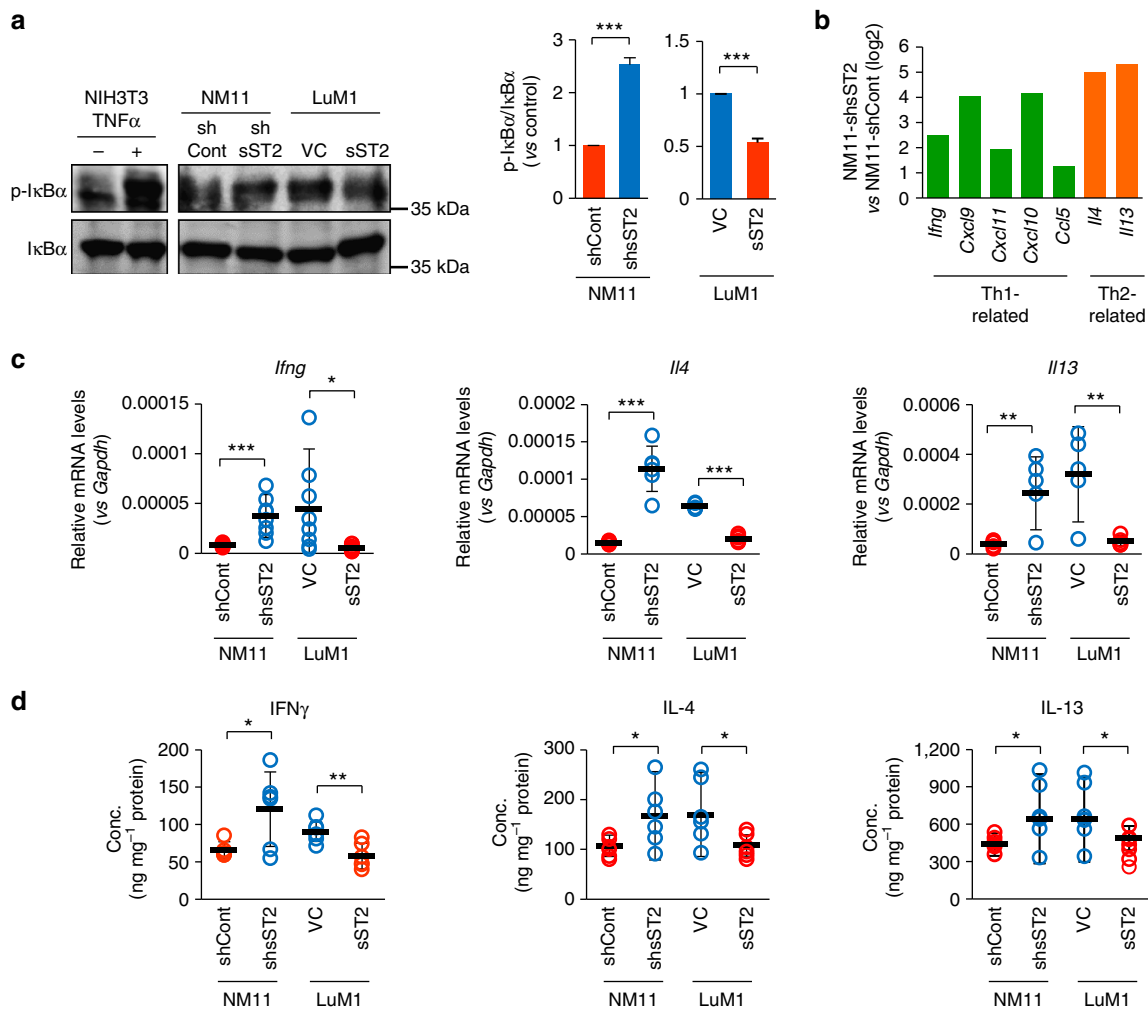 a
NIH3T3
TNFα
NM11
LuM1
sh
Cont
sh
sST2
VC
sST2
–
+
p-IκBα
35 kDa
IκBα
35 kDa
p-IκBα/IκBα
(vs control)
3
2
1
0
***
shCont
shsST2
NM11
1.5
1
0.5
0
***
VC
sST2
LuM1
b
NM11-shsST2
vs NM11-shCont (log2)
6
5
4
3
2
1
0
Ifng
Cxcl9
Cxcl11
Cxcl10
Ccl5
Il4
Il13
Th1-
related
Th2-
related
c
Ifng
Relative mRNA levels
(vs Gapdh)
0.00015
0.0001
0.00005
0
***
*
shCont
shsST2
VC
sST2
NM11
LuM1
Il4
Relative mRNA levels
(vs Gapdh)
0.0002
0.00015
0.0001
0.00005
0
***
***
shCont
shsST2
VC
sST2
NM11
LuM1
Il13
Relative mRNA levels
(vs Gapdh)
0.0006
0.0004
0.0002
0
**
**
shCont
shsST2
VC
sST2
NM11
LuM1
d
IFNγ
Conc.
(ng mg⁻¹ protein)
200
150
100
50
0
*
**
shCont
shsST2
VC
sST2
NM11
LuM1
IL-4
Conc.
(ng mg⁻¹ protein)
300
200
100
0
*
*
shCont
shsST2
VC
sST2
NM11
LuM1
IL-13
Conc.
(ng mg⁻¹ protein)
1,200
900
600
300
0
*
*
shCont
shsST2
VC
sST2
NM11
LuM1